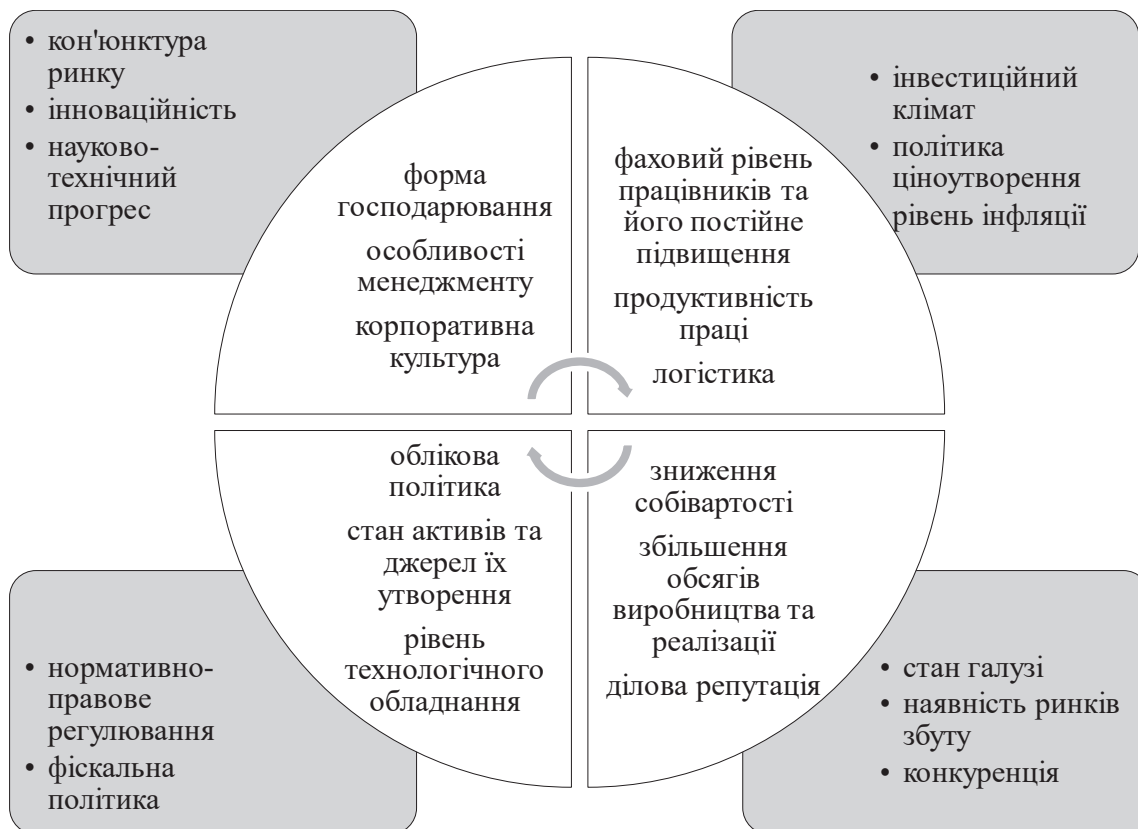 • кон'юнктура
ринку
• інноваційність
• науково-
технічний
прогрес
форма
господарювання
особливості
менеджменту
корпоративна
культура
фаховий рівень
працівників та
його постійне
підвищення
продуктивність
праці
логістика
• інвестиційний
клімат
• політика
ціноутворення
рівень інфляції
облікова
політика
стан активів та
джерел їх
утворення
рівень
технологічного
обладнання
зниження
собівартості
збільшення
обсягів
виробництва та
реалізації
ділова репутація
• нормативно-
правове
регулювання
• фіскальна
політика
• стан галузі
• наявність ринків
збуту
• конкуренція